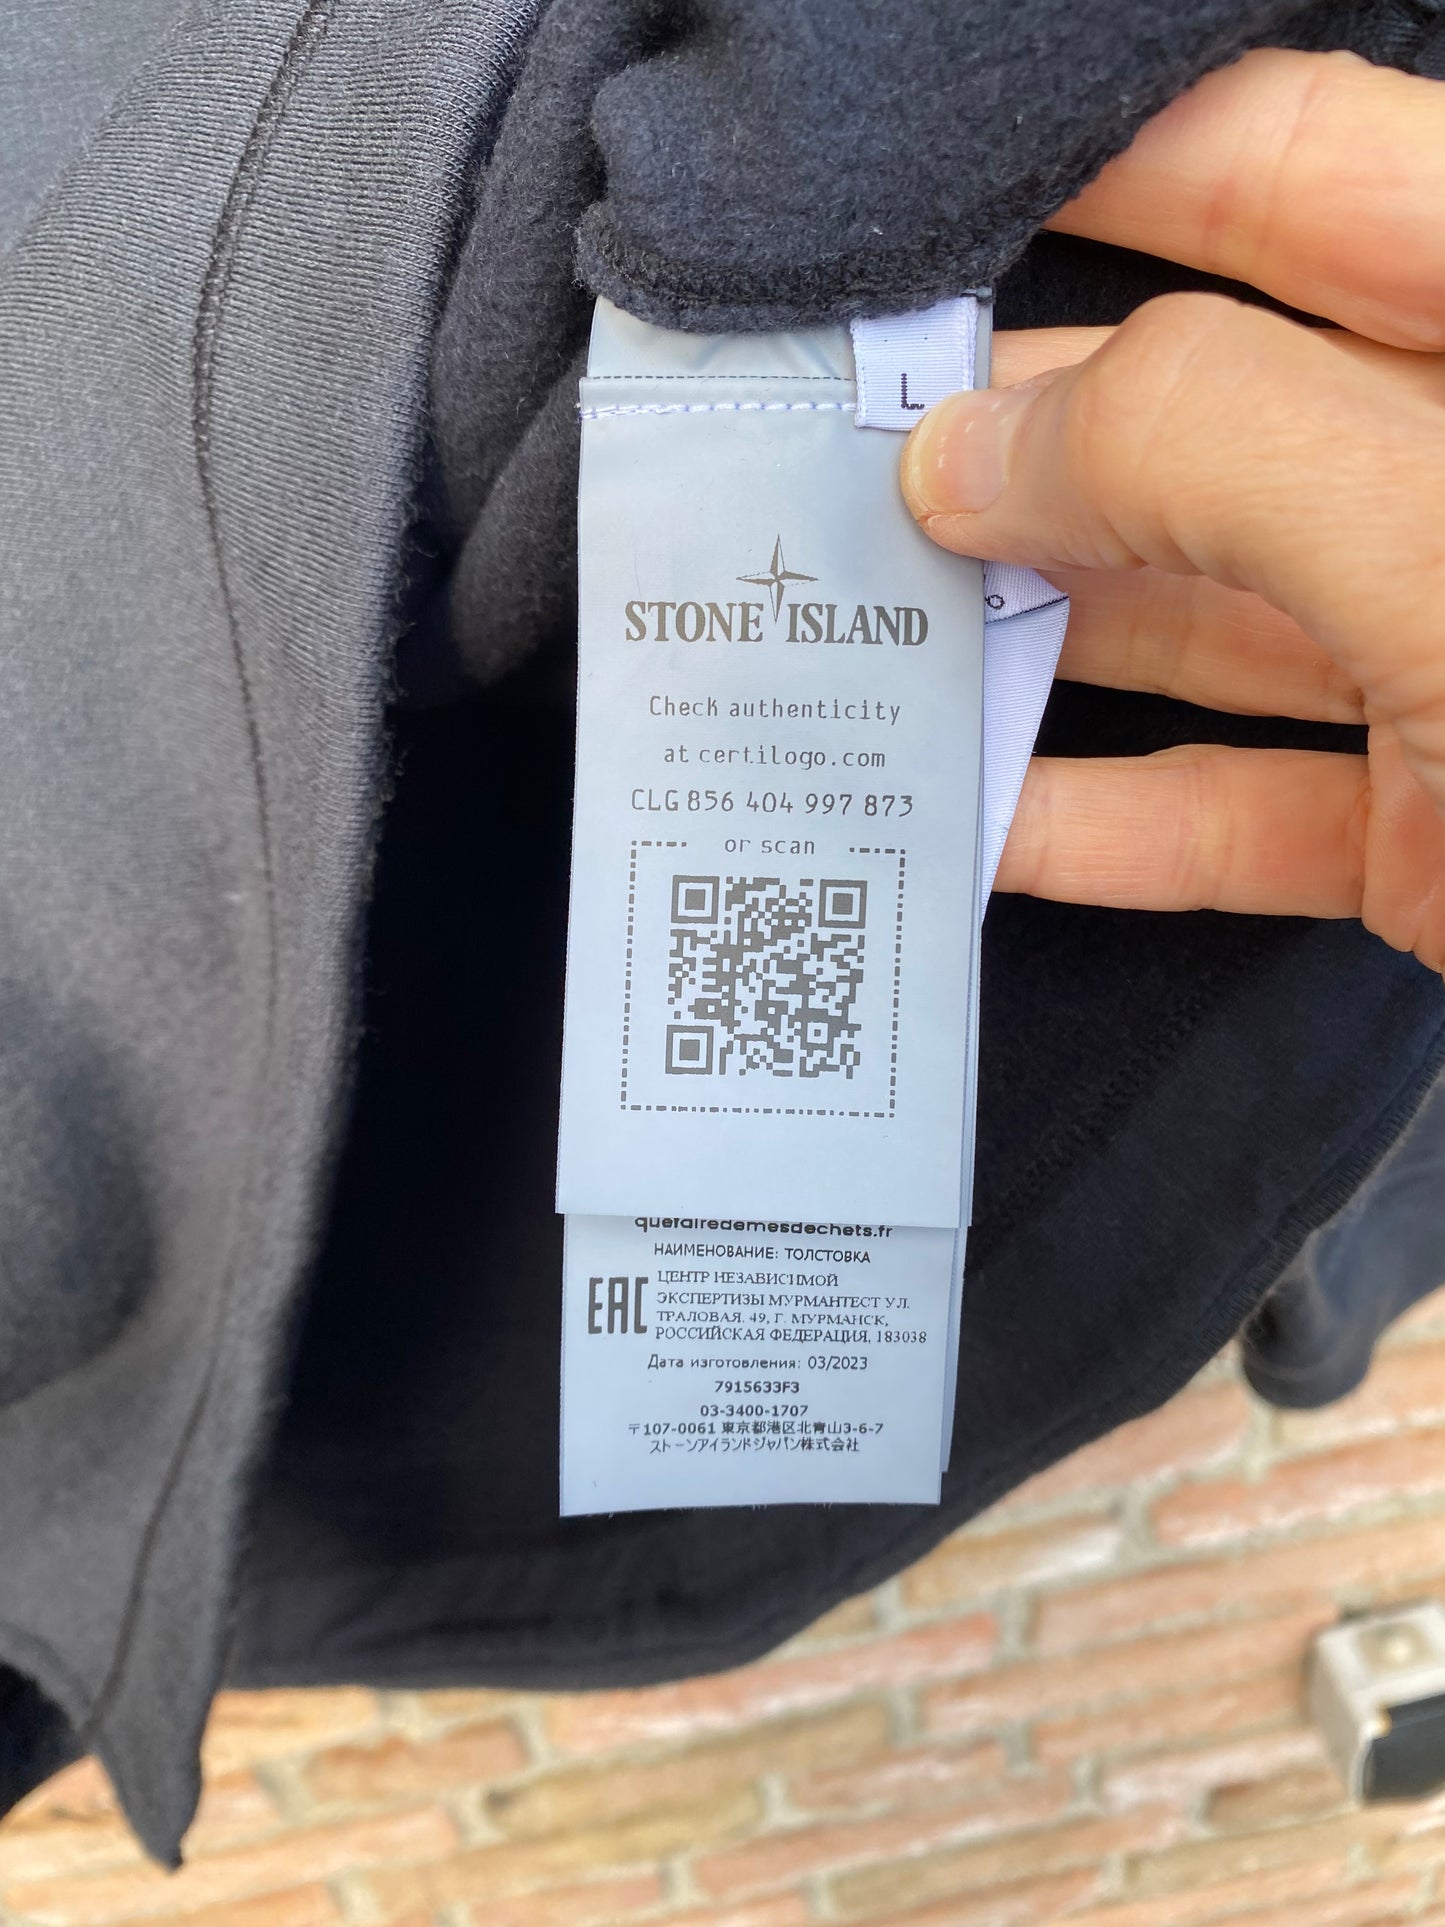 L
STONE ISLAND
Check authenticity
at certilogo.com
CLG 856 404 997 873
or scan
quefairedemesdechets.fr
НАИМЕНОВАНИЕ: ТОЛСТОВКА
EAC
ЦЕНТР НЕЗАВИСИМОЙ
ЭКСПЕРТИЗЫ МУРМАНТЕСТ УЛ.
ТРАЛОВАЯ. 49, Г. МУРМАНСК,
РОССИЙСКАЯ ФЕДЕРАЦИЯ, 183038
Дата изготовления: 03/2023
7915633F3
03-3400-1707
〒107-0061 東京都港区北青山3-6-7
ストーンアイランドジャパン株式会社